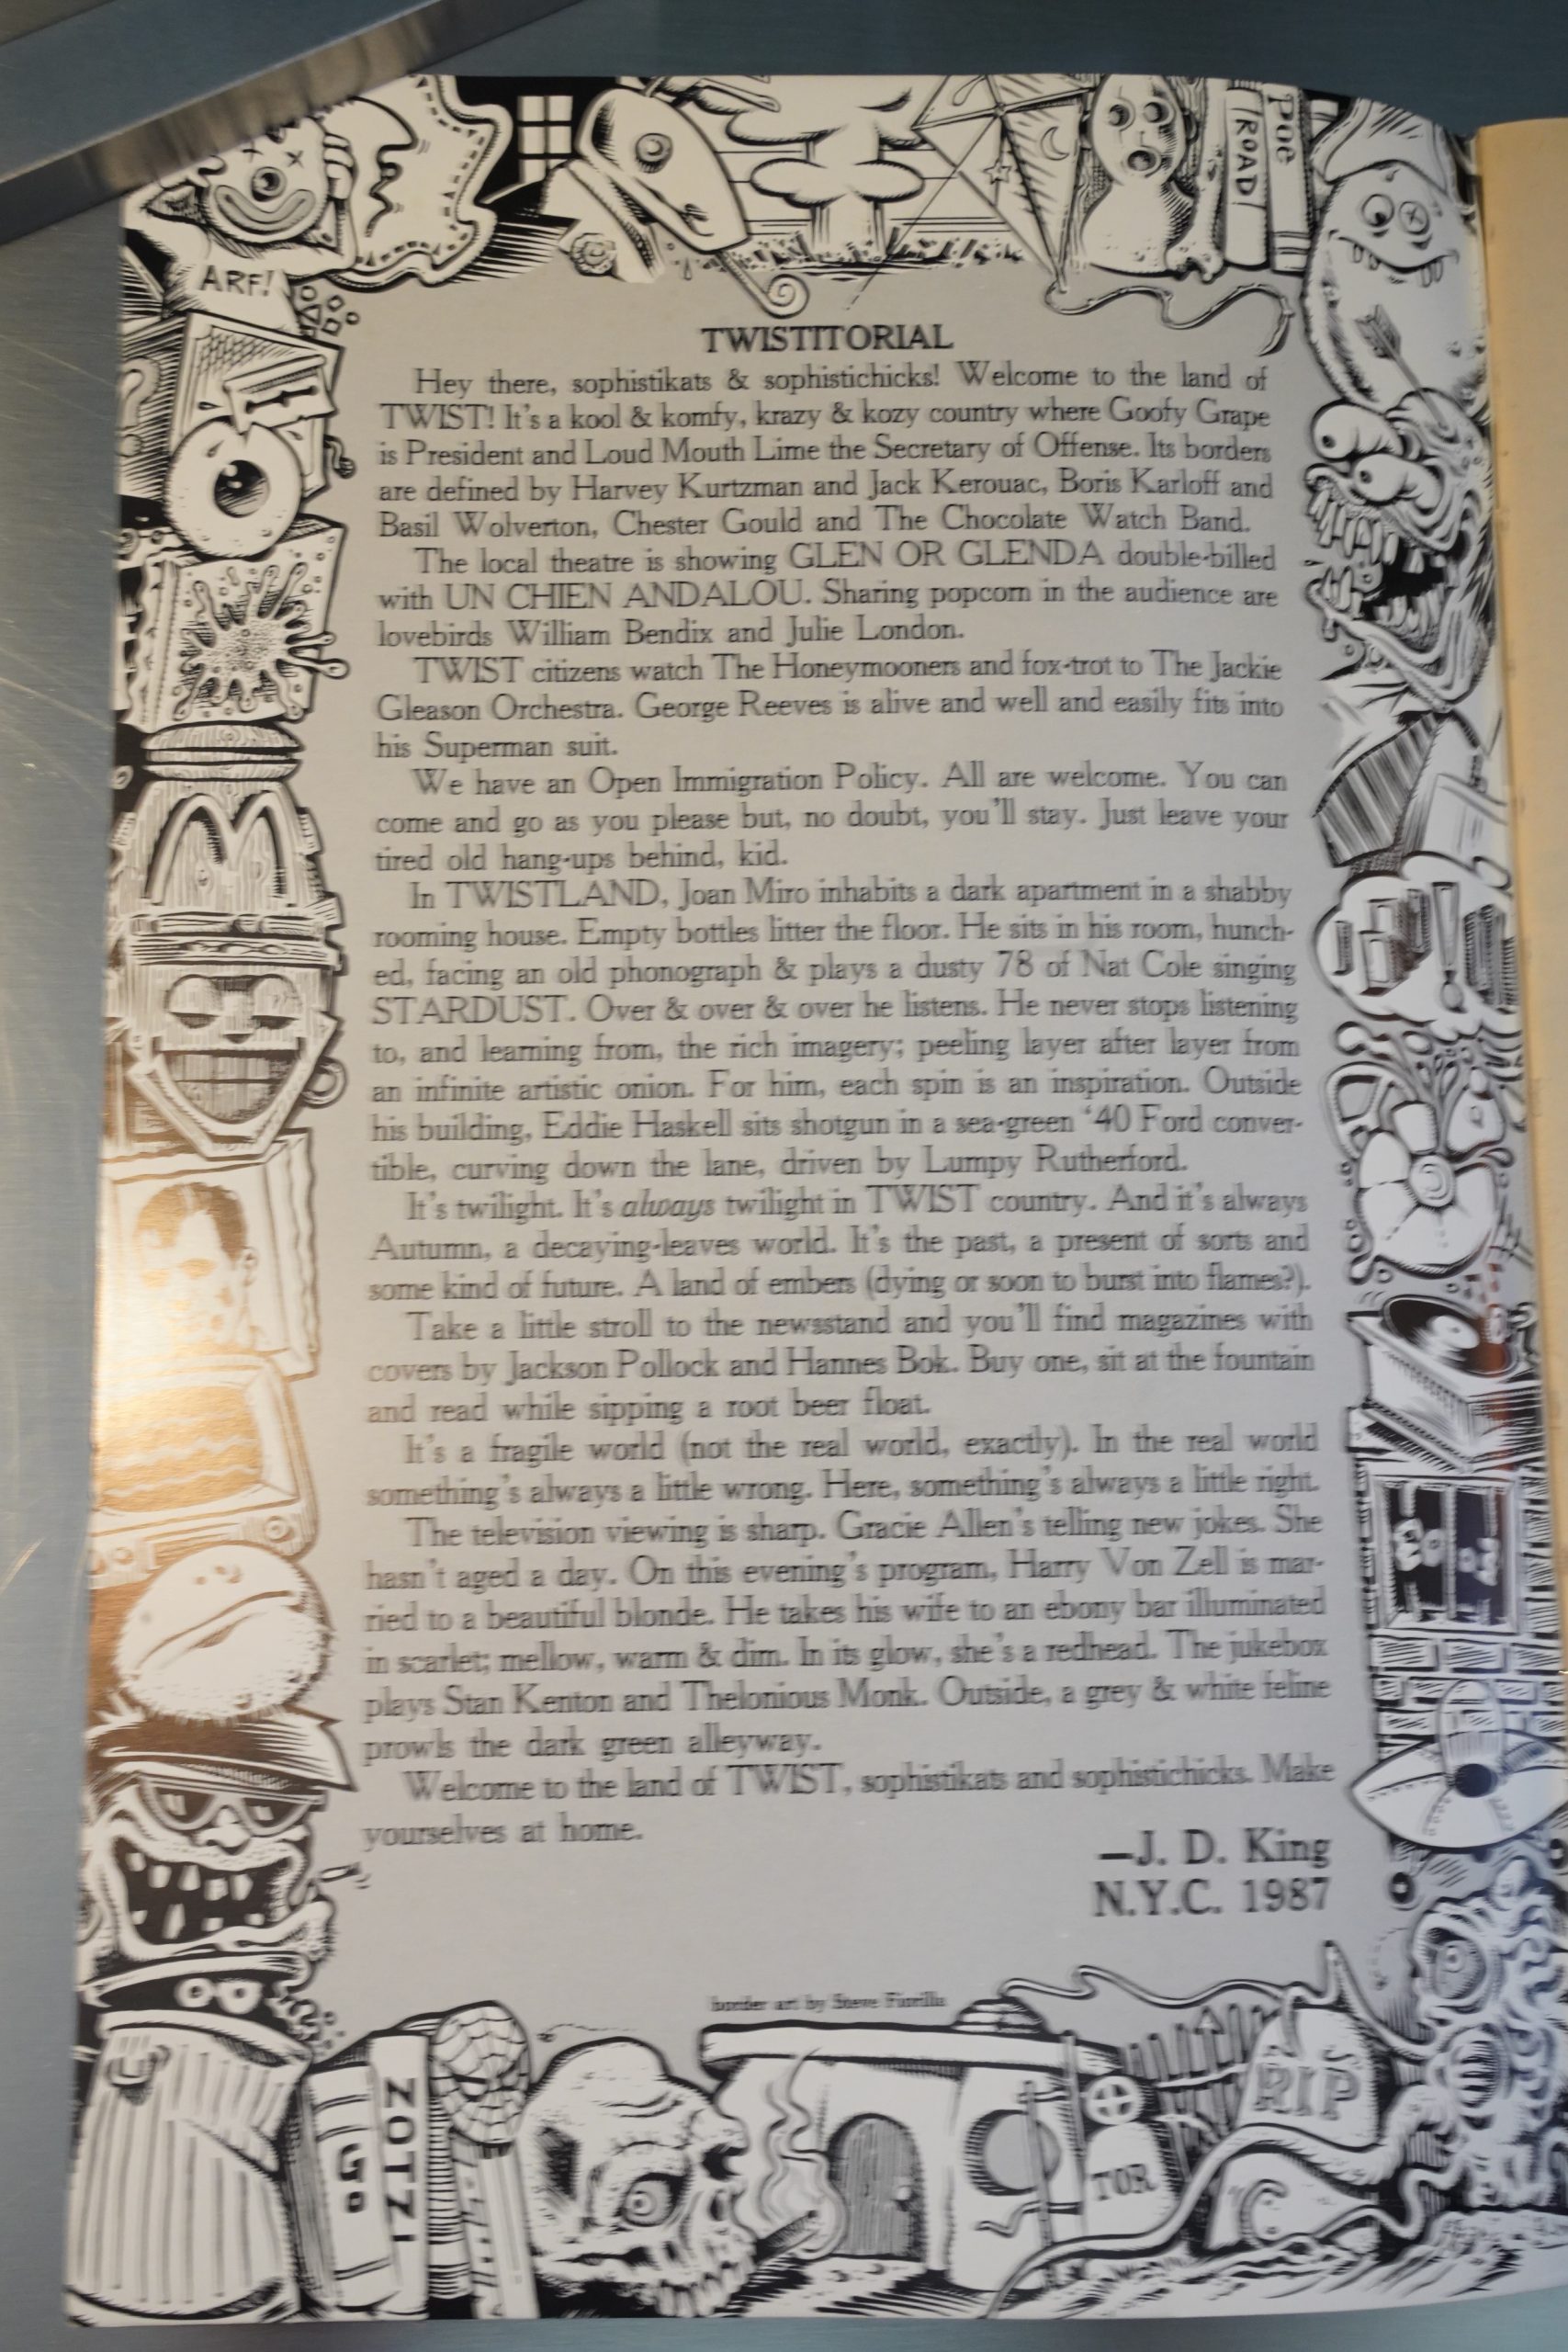 POE
ROAD!
ARF!
TWISTITORIAL
Hey there, sophistikats & sophistichicks! Welcome to the land of
TWIST! It's a kool & komfy, krazy & kozy country where Goofy Grape
is President and Loud Mouth Lime the Secretary of Offense. Its borders
are defined by Harvey Kurtzman and Jack Kerouac, Boris Karloff and
Basil Wolverton, Chester Gould and The Chocolate Watch Band.
The local theatre is showing GLEN OR GLENDA double-billed
with UN CHIEN ANDALOU. Sharing popcorn in the audience are
lovebirds William Bendix and Julie London.
TWIST citizens watch The Honeymooners and fox-trot to The Jackie
Gleason Orchestra. George Reeves is alive and well and easily fits into
his Superman suit.
We have an Open Immigration Policy. All are welcome. You can
come and go as you please but, no doubt, you'll stay. Just leave your
tired old hang-ups behind, kid.
In TWISTLAND, Joan Miro inhabits a dark apartment in a shabby
rooming house. Empty bottles litter the floor. He sits in his room, hunch-
ed, facing an old phonograph & plays a dusty 78 of Nat Cole singing
STARDUST. Over & over & over he listens. He never stops listening
to, and learning from, the rich imagery; peeling layer after layer from
an infinite artistic onion. For him, each spin is an inspiration. Outside
his building, Eddie Haskell sits shotgun in a sea-green '40 Ford conver-
tible, curving down the lane, driven by Lumpy Rutherford.
It's twilight. It's always twilight in TWIST country. And it's always
Autumn, a decaying-leaves world. It's the past, a present of sorts and
some kind of future. A land of embers (dying or soon to burst into flames?).
Take a little stroll to the newsstand and you'll find magazines with
covers by Jackson Pollock and Hannes Bok. Buy one, sit at the fountain
and read while sipping a root beer float.
It's a fragile world (not the real world, exactly). In the real world
something's always a little wrong. Here, something's always a little right.
The television viewing is sharp. Gracie Allen's telling new jokes. She
hasn't aged a day. On this evening's program, Harry Von Zell is mar-
ried to a beautiful blonde. He takes his wife to an ebony bar illuminated
in scarlet; mellow, warm & dim. In its glow, she's a redhead. The jukebox
plays Stan Kenton and Thelonious Monk. Outside, a grey & white feline
prowls the dark green alleyway.
Welcome to the land of TWIST, sophistikats and sophistichicks. Make
yourselves at home.
—J. D. King
N.Y.C. 1987
border art by Steve Fiorilla
RIP
TOR
GO
ZOTZ!